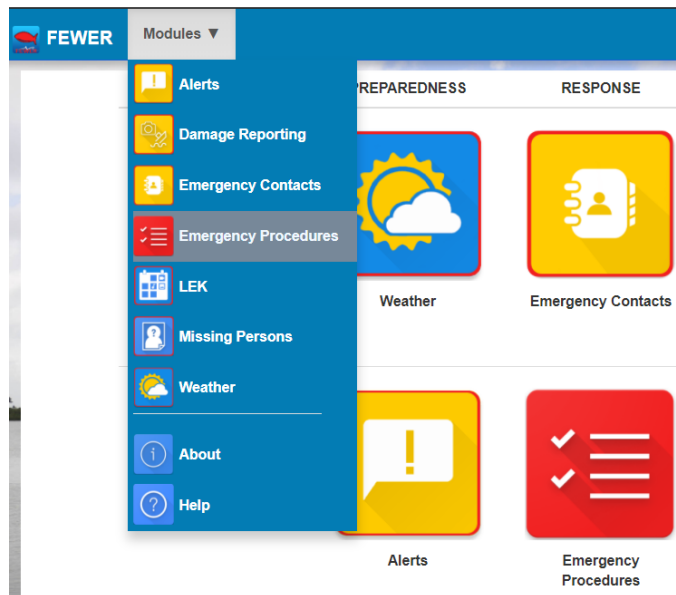 FEWER
Modules ▼
Alerts
Damage Reporting
Emergency Contacts
Emergency Procedures
LEK
Missing Persons
Weather
About
Help
PREPAREDNESS
RESPONSE
Weather
Emergency Contacts
Alerts
Emergency
Procedures